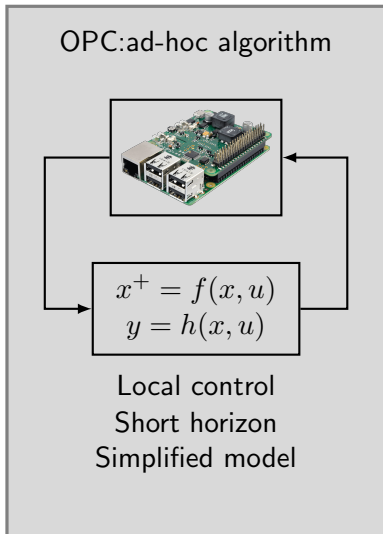 OPC:ad-hoc algorithm
x⁺ = f(x, u)
y = h(x, u)
Local control
Short horizon
Simplified model